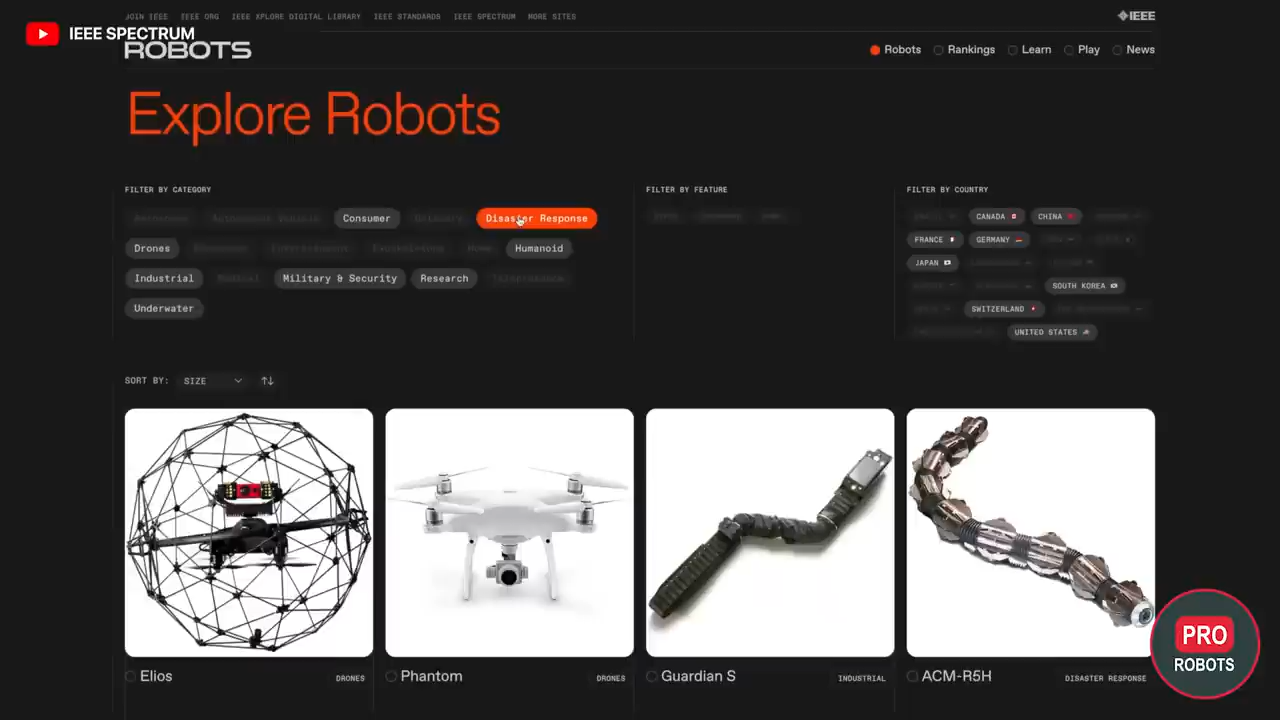 JOIN IEEE IEEE ORG IEEE XPLORE DIGITAL LIBRARY IEEE STANDARDS IEEE SPECTRUM MORE SITES
IEEE
IEEE SPECTRUM
ROBOTS
Robots Rankings Learn Play News
Explore Robots
FILTER BY CATEGORY
Consumer Disaster Response
Drones Humanoid
Industrial Military & Security Research
Underwater
FILTER BY FEATURE
FILTER BY COUNTRY
CANADA CHINA
FRANCE GERMANY
JAPAN
SOUTH KOREA
SWITZERLAND
UNITED STATES
SORT BY: SIZE
Elios DRONES
Phantom DRONES
Guardian S INDUSTRIAL
ACM-R5H DISASTER RESPONSE
PRO
ROBOTS